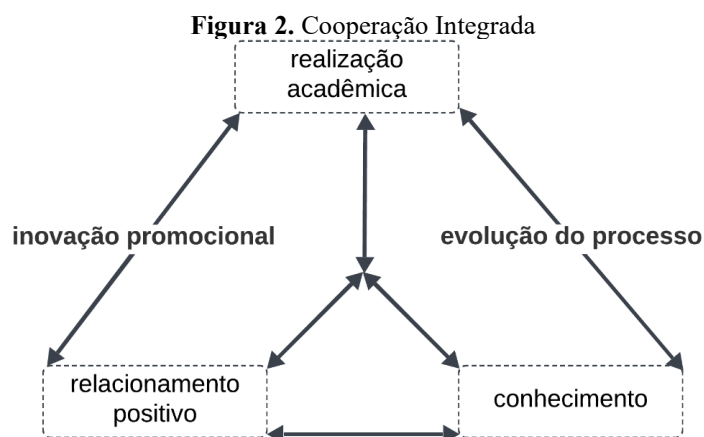 Figura 2. Cooperação Integrada
realização
acadêmica
inovação promocional
evolução do processo
relacionamento
positivo
conhecimento